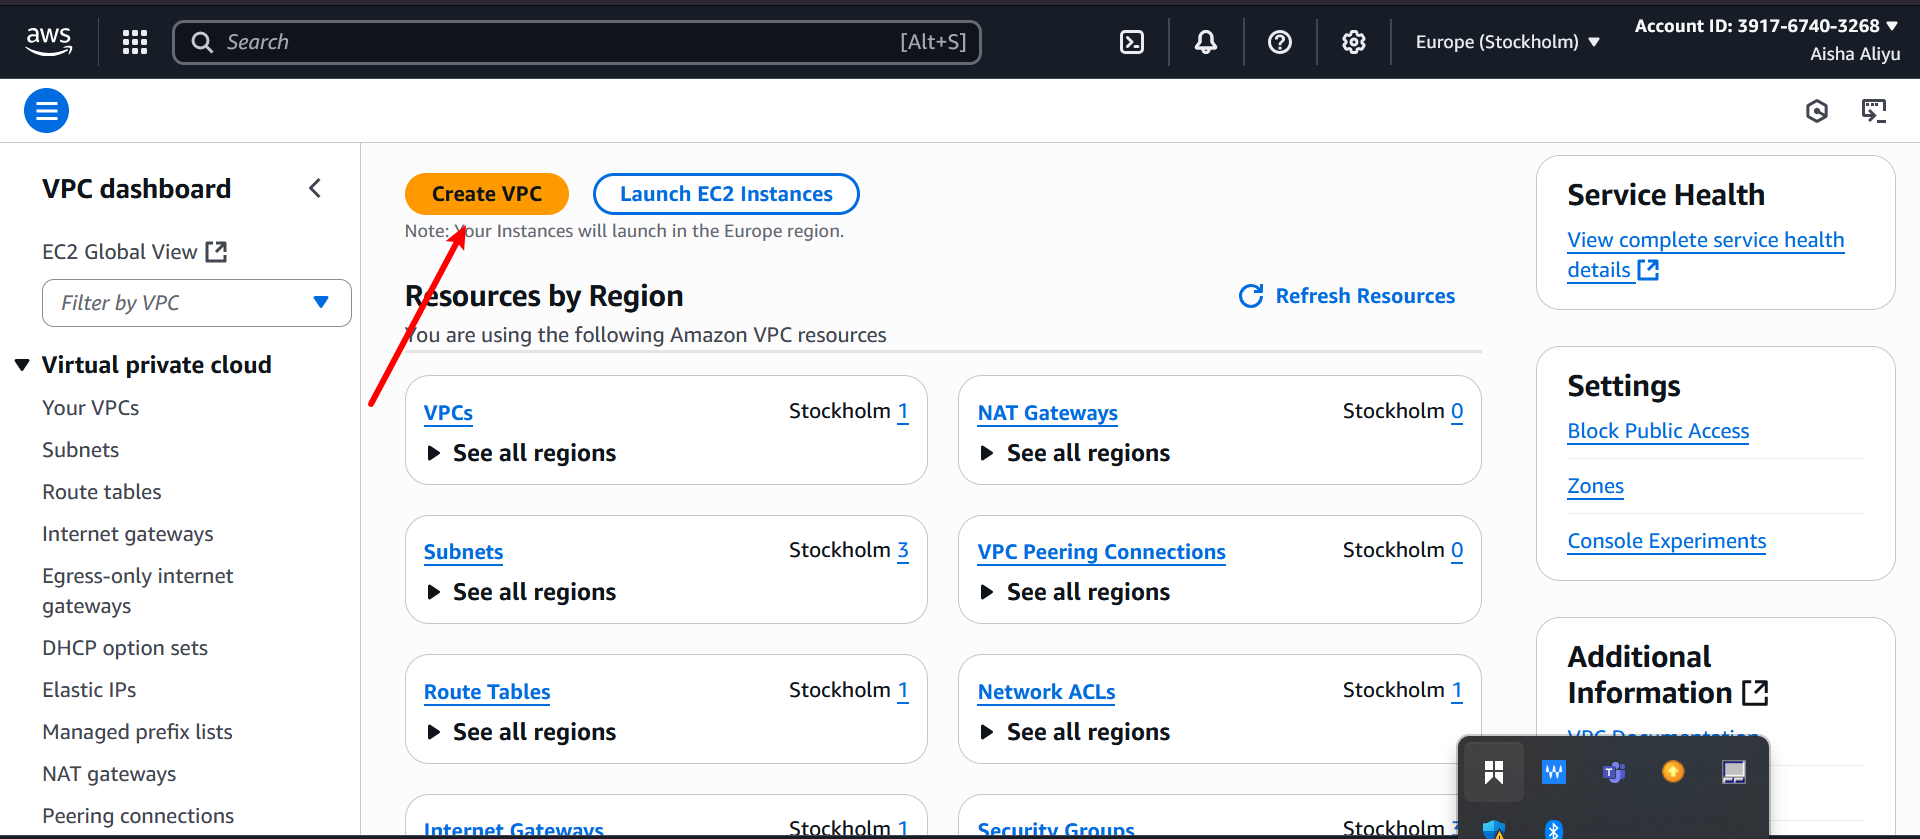 aws
Search
[Alt+S]
Europe (Stockholm)
Account ID: 3917-6740-3268
Aisha Aliyu
VPC dashboard
EC2 Global View
Filter by VPC
Virtual private cloud
Your VPCs
Subnets
Route tables
Internet gateways
Egress-only internet
gateways
DHCP option sets
Elastic IPs
Managed prefix lists
NAT gateways
Peering connections
Create VPC
Launch EC2 Instances
Note: Your Instances will launch in the Europe region.
Resources by Region
Refresh Resources
You are using the following Amazon VPC resources
VPCs
Stockholm 1
See all regions
NAT Gateways
Stockholm 0
See all regions
Subnets
Stockholm 3
See all regions
VPC Peering Connections
Stockholm 0
See all regions
Route Tables
Stockholm 1
See all regions
Network ACLs
Stockholm 1
See all regions
Internet Gateways
Stockholm 1
Security Groups
Stockholm
Service Health
View complete service health
details
Settings
Block Public Access
Zones
Console Experiments
Additional
Information
VPC Documentation